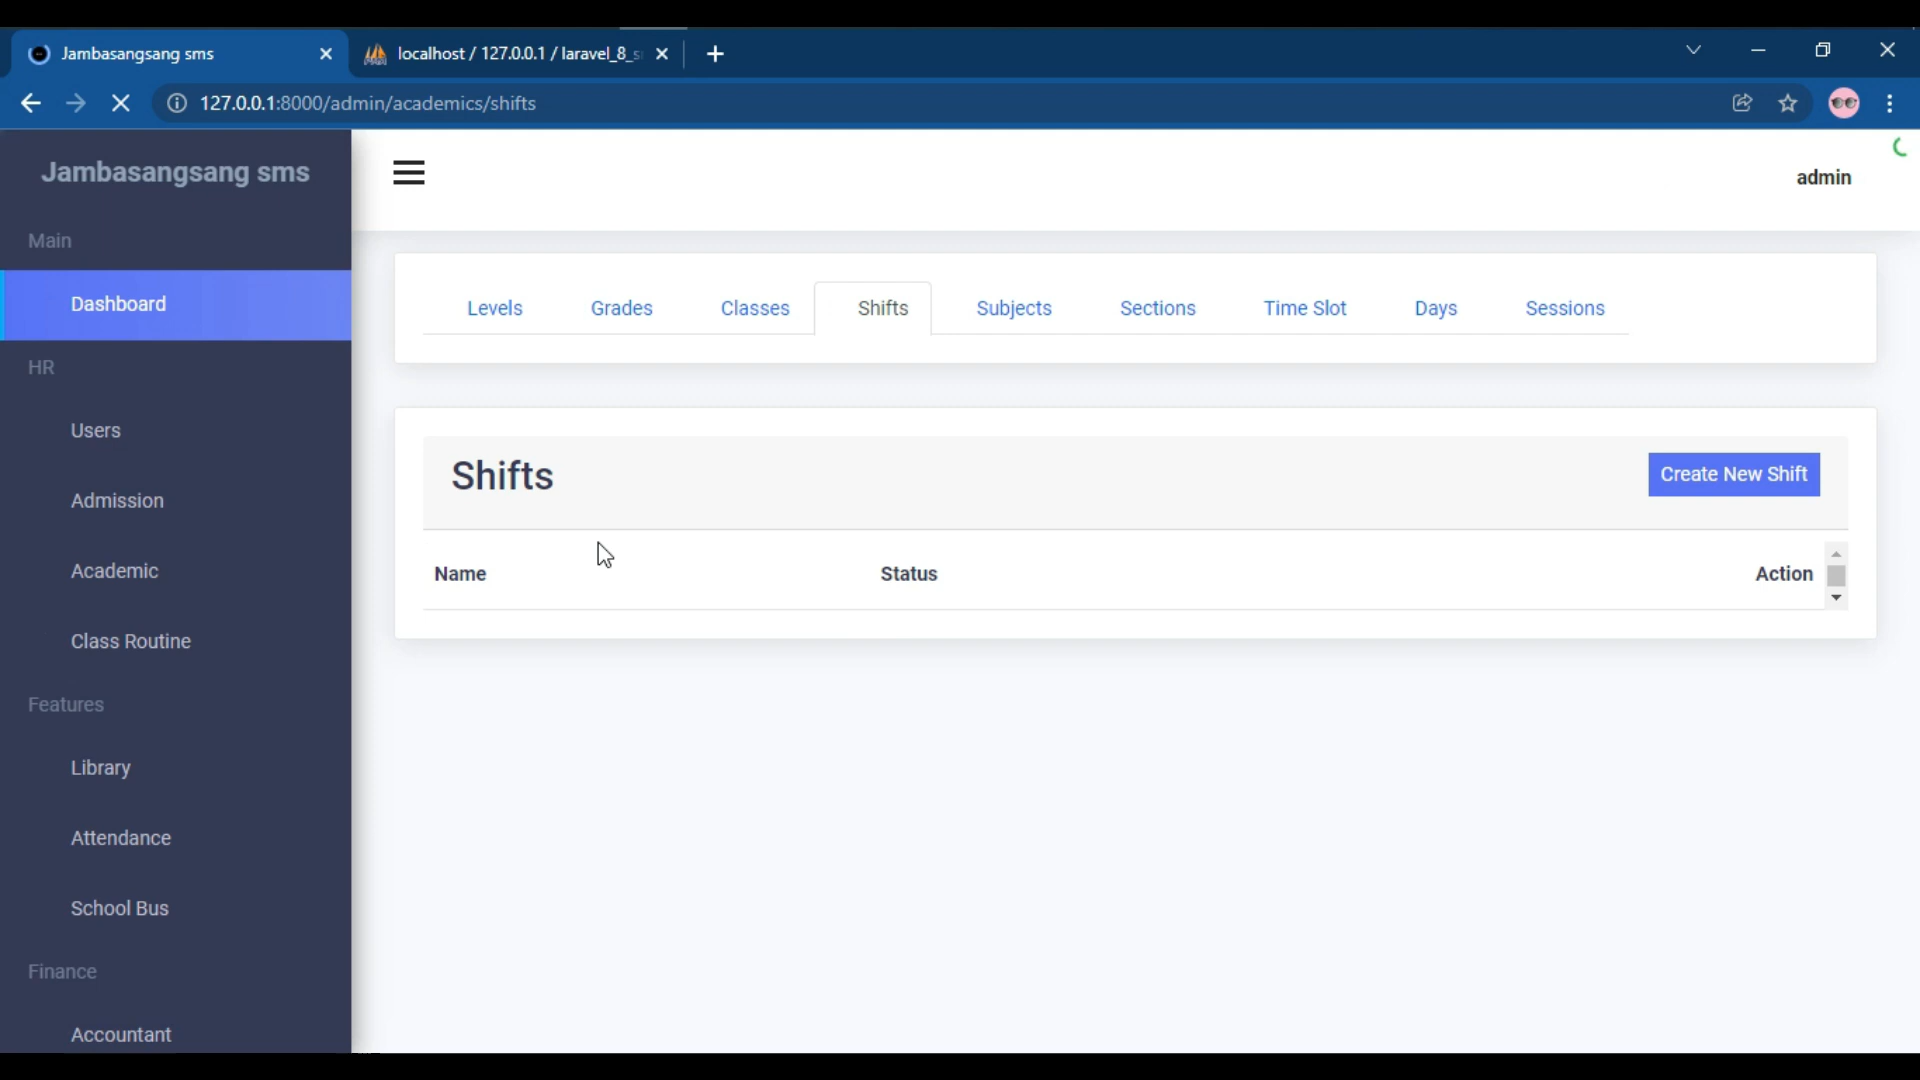 Jambasangsang sms
localhost / 127.0.0.1 / laravel_8_s
127.0.0.1:8000/admin/academics/shifts
Jambasangsang sms
admin
Main
Dashboard
HR
Users
Admission
Academic
Class Routine
Features
Library
Attendance
School Bus
Finance
Accountant
Levels Grades Classes Shifts Subjects Sections Time Slot Days Sessions
Shifts
Create New Shift
Name Status Action